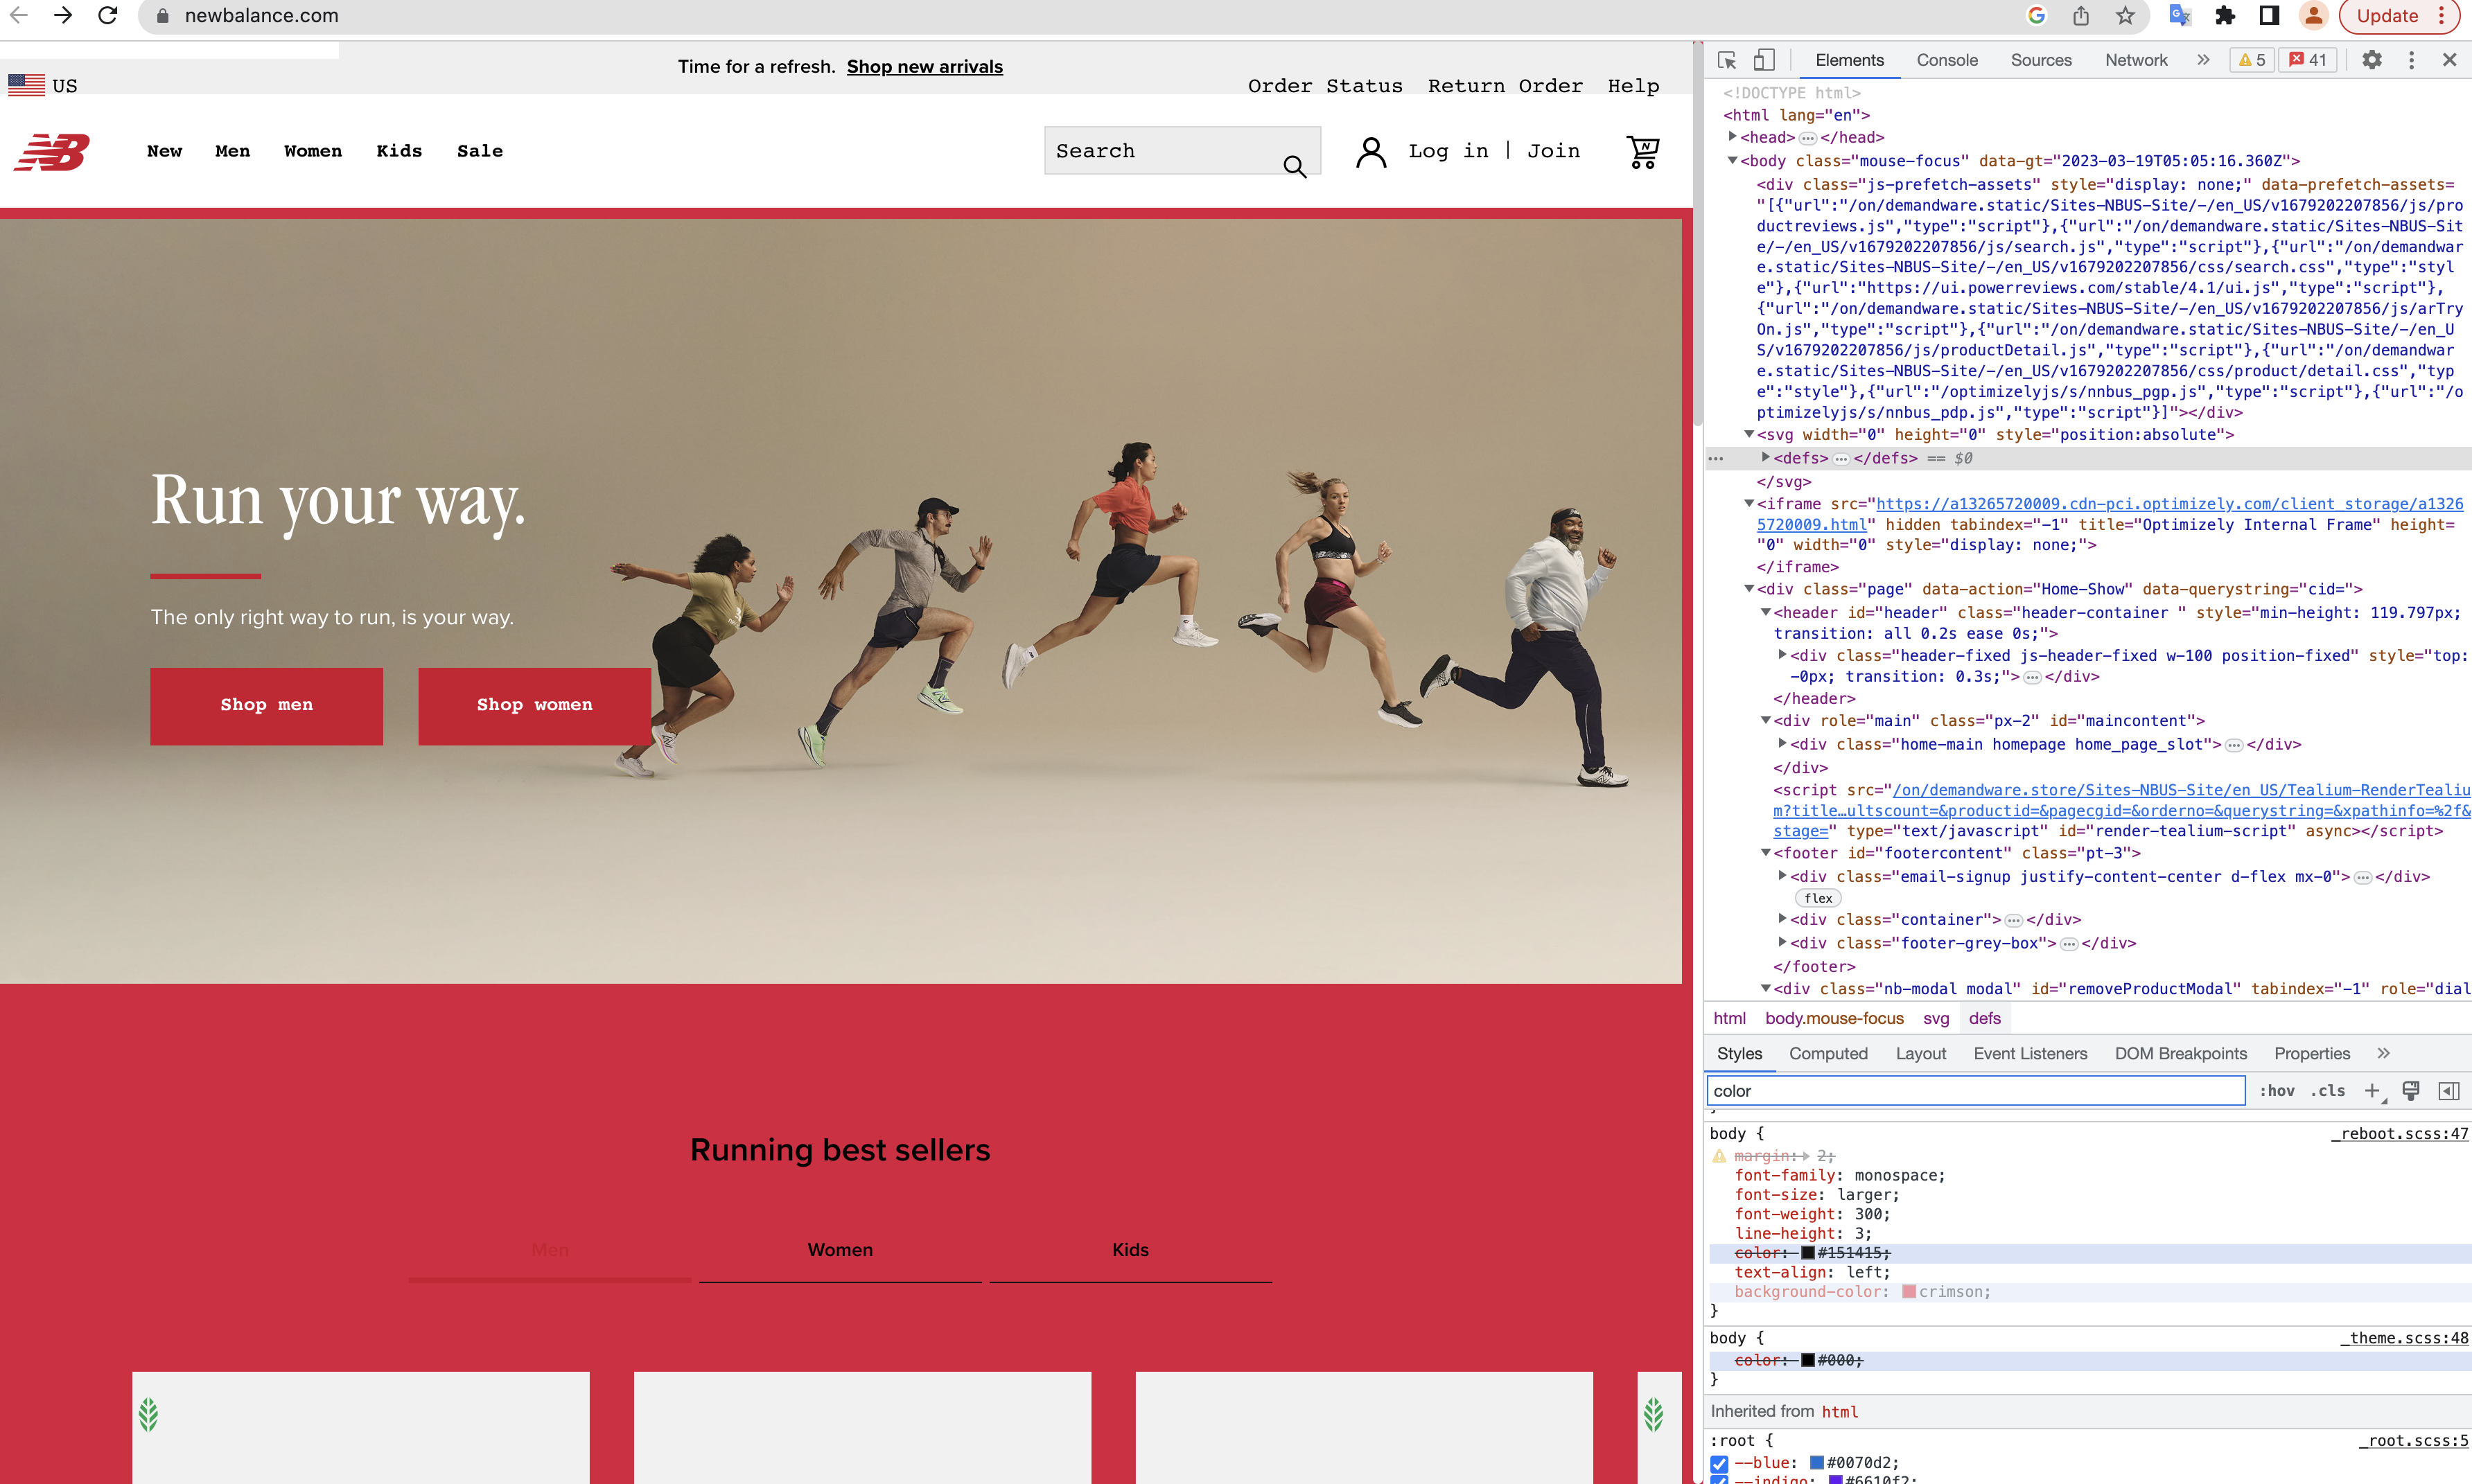 newbalance.com
Update
US
Time for a refresh. Shop new arrivals
Order Status Return Order Help
NB
New Men Women Kids Sale
Search
Log in | Join
Run your way.
The only right way to run, is your way.
Shop men
Shop women
Running best sellers
Men
Women
Kids
Elements Console Sources Network » 5 41
<!DOCTYPE html>
<html lang="en">
<head> … </head>
<body class="mouse-focus" data-gt="2023-03-19T05:05:16.360Z">
<div class="js-prefetch-assets" style="display: none;" data-prefetch-assets=
"[{"url":"/on/demandware.static/Sites-NBUS-Site/-/en_US/v1679202207856/js/pro
ductreviews.js","type":"script"},{"url":"/on/demandware.static/Sites-NBUS-Sit
e/-/en_US/v1679202207856/js/search.js","type":"script"},{"url":"/on/demandwar
e.static/Sites-NBUS-Site/-/en_US/v1679202207856/css/search.css","type":"styl
e"},{"url":"https://ui.powerreviews.com/stable/4.1/ui.js","type":"script"},
{"url":"/on/demandware.static/Sites-NBUS-Site/-/en_US/v1679202207856/js/arTry
On.js","type":"script"},{"url":"/on/demandware.static/Sites-NBUS-Site/-/en_U
S/v1679202207856/js/productDetail.js","type":"script"},{"url":"/on/demandwar
e.static/Sites-NBUS-Site/-/en_US/v1679202207856/css/product/detail.css","typ
e":"style"},{"url":"/optimizelyjs/s/nnbus_pgp.js","type":"script"},{"url":"/o
ptimizelyjs/s/nnbus_pdp.js","type":"script"}]"></div>
<svg width="0" height="0" style="position:absolute">
… <defs> … </defs> == $0
</svg>
<iframe src="https://a13265720009.cdn-pci.optimizely.com/client_storage/a1326
5720009.html" hidden tabindex="-1" title="Optimizely Internal Frame" height=
"0" width="0" style="display: none;">
</iframe>
<div class="page" data-action="Home-Show" data-querystring="cid=">
<header id="header" class="header-container " style="min-height: 119.797px;
transition: all 0.2s ease 0s;">
<div class="header-fixed js-header-fixed w-100 position-fixed" style="top:
-0px; transition: 0.3s;"> … </div>
</header>
<div role="main" class="px-2" id="maincontent">
<div class="home-main homepage home_page_slot"> … </div>
</div>
<script src="/on/demandware.store/Sites-NBUS-Site/en_US/Tealium-RenderTealiu
m?title…ultscount=&productid=&pagecgid=&orderno=&querystring=&xpathinfo=%2f&
stage=" type="text/javascript" id="render-tealium-script" async></script>
<footer id="footercontent" class="pt-3">
<div class="email-signup justify-content-center d-flex mx-0"> … </div>
flex
<div class="container"> … </div>
<div class="footer-grey-box"> … </div>
</footer>
<div class="nb-modal modal" id="removeProductModal" tabindex="-1" role="dial
html body.mouse-focus svg defs
Styles Computed Layout Event Listeners DOM Breakpoints Properties »
color
:hov .cls +
}
body { _reboot.scss:47
margin: 2;
font-family: monospace;
font-size: larger;
font-weight: 300;
line-height: 3;
color: #151415;
text-align: left;
background-color: crimson;
}
body { _theme.scss:48
color: #000;
}
Inherited from html
:root { _root.scss:5
--blue: #0070d2;
--indigo: #6610f2;